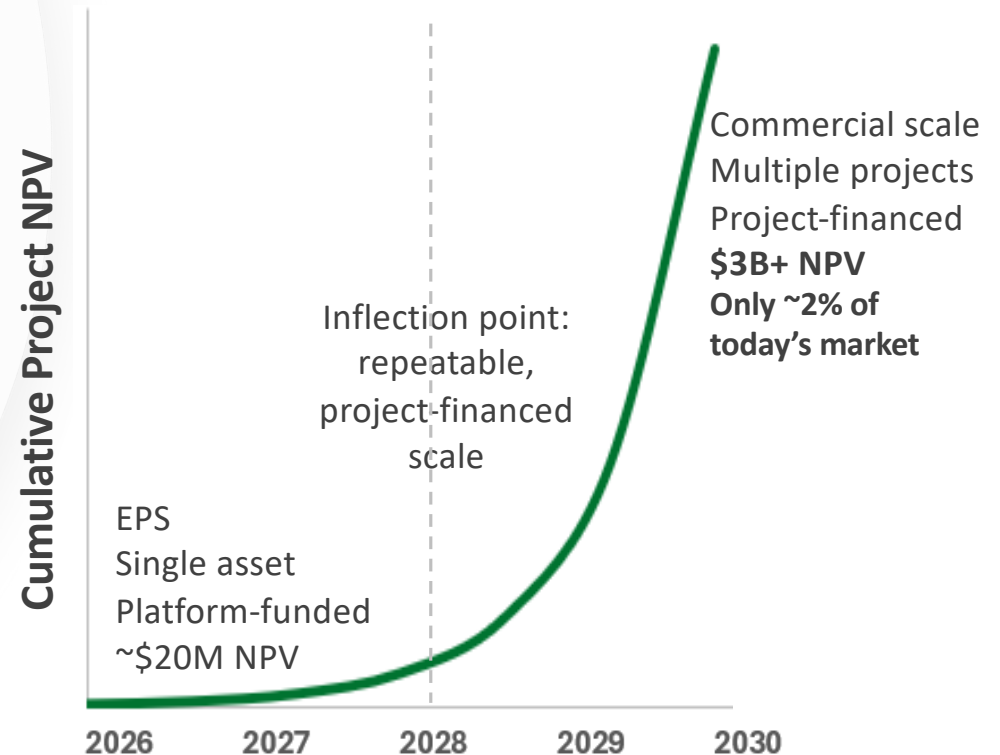 Cumulative Project NPV
EPS
Single asset
Platform-funded
~$20M NPV
Inflection point:
repeatable,
project-financed
scale
Commercial scale
Multiple projects
Project-financed
$3B+ NPV
Only ~2% of
today’s market
2026 2027 2028 2029 2030